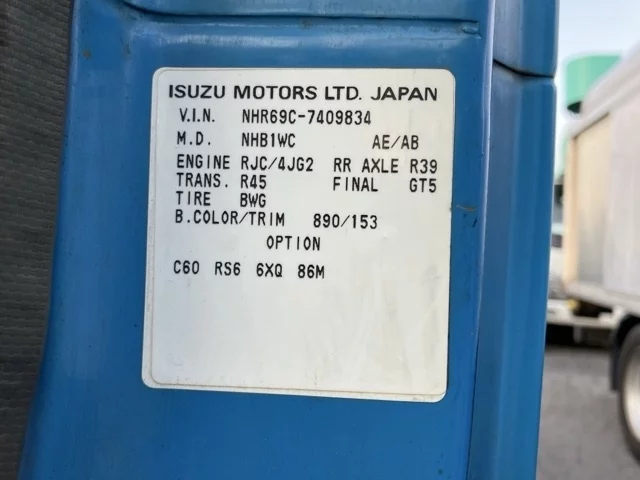 ISUZU MOTORS LTD. JAPAN
V.I.N. NHR69C-7409834
M.D. NHB1WC AE/AB
ENGINE RJC/4JG2 RR AXLE R39
TRANS. R45 FINAL GT5
TIRE BWG
B.COLOR/TRIM 890/153
OPTION
C60 RS6 6XQ 86M